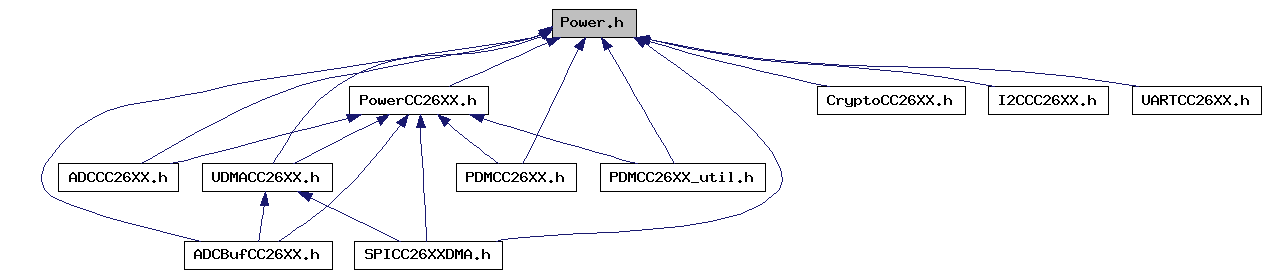 Power.h
PowerCC26XX.h
CryptoCC26XX.h
I2CCC26XX.h
UARTCC26XX.h
ADCCC26XX.h
UDMACC26XX.h
PDMCC26XX.h
PDMCC26XX_util.h
ADCBufCC26XX.h
SPICC26XXDMA.h